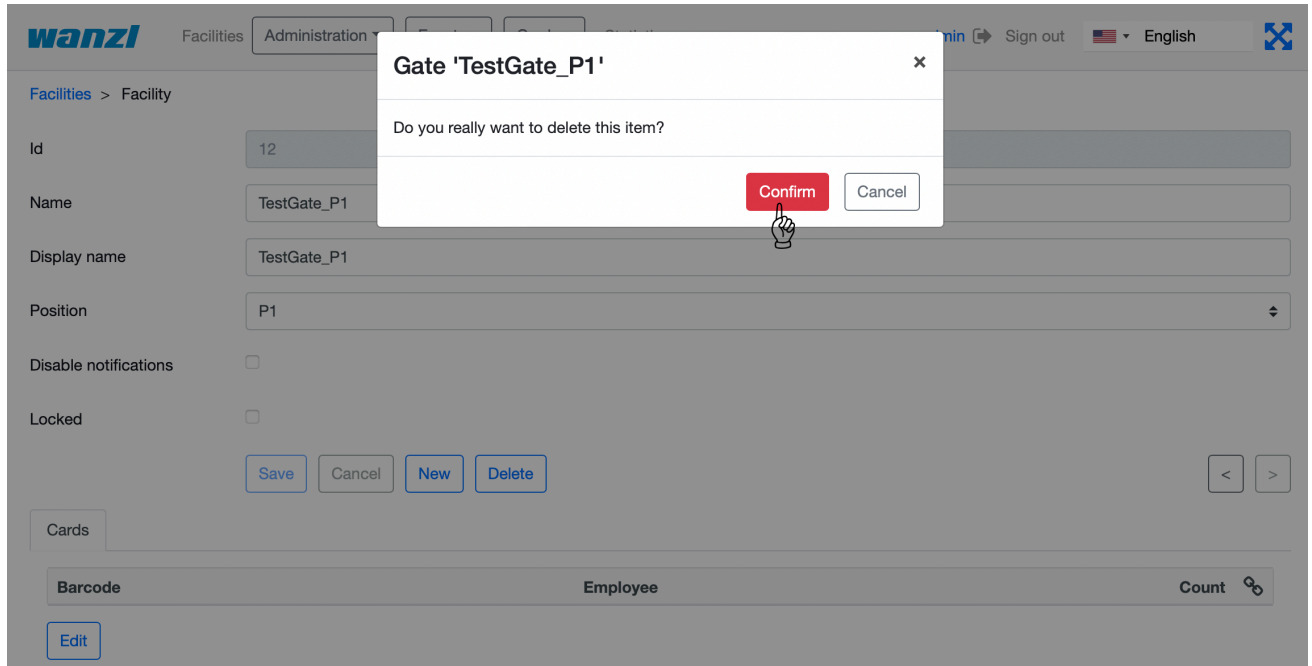 wanzl Facilities Administration Sign out English
Gate 'TestGate_P1' ×
Facilities > Facility
Do you really want to delete this item?
Id 12
Confirm Cancel
Name TestGate_P1
Display name TestGate_P1
Position P1
Disable notifications
Locked
Save Cancel New Delete < >
Cards
Barcode Employee Count
Edit